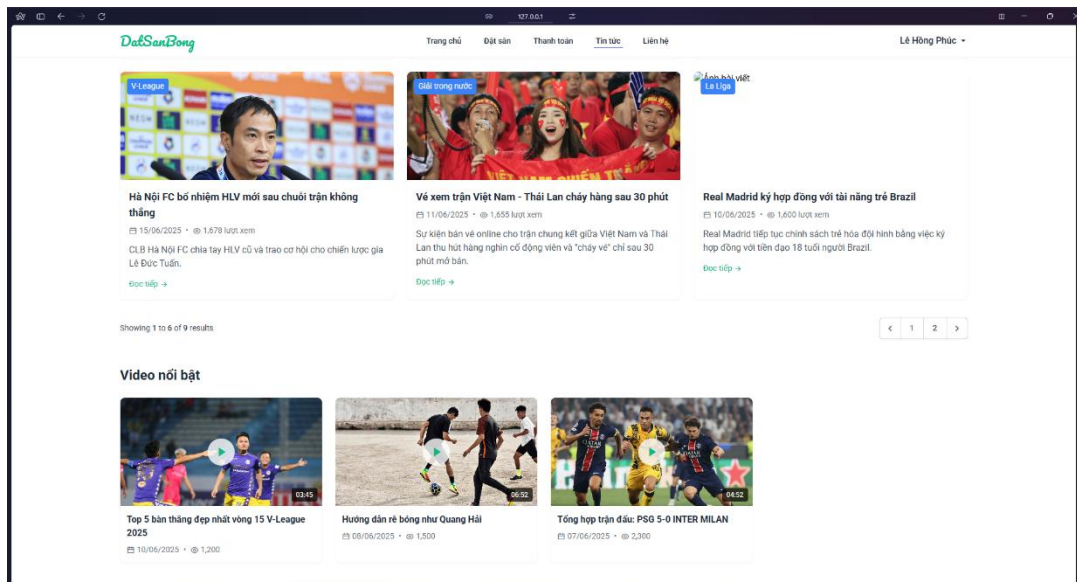 127.0.0.1
DatSanBong
Trang chủ
Đặt sân
Thanh toán
Tin tức
Liên hệ
Lê Hồng Phúc
V-League
Giải trong nước
Ảnh bài viết
La Liga
VIỆT NAM CHIẾN TH
Hà Nội FC bổ nhiệm HLV mới sau chuỗi trận không
thắng
15/06/2025 • 1,678 lượt xem
CLB Hà Nội FC chia tay HLV cũ và trao cơ hội cho chiến lược gia
Lê Đức Tuấn.
Đọc tiếp →
Vé xem trận Việt Nam - Thái Lan cháy hàng sau 30 phút
11/06/2025 • 1,655 lượt xem
Sự kiện bán vé online cho trận chung kết giữa Việt Nam và Thái
Lan thu hút hàng nghìn cổ động viên và "cháy vé" chỉ sau 30
phút mở bán.
Đọc tiếp →
Real Madrid ký hợp đồng với tài năng trẻ Brazil
10/06/2025 • 1,600 lượt xem
Real Madrid tiếp tục chính sách trẻ hóa đội hình bằng việc ký
hợp đồng với tiền đạo 18 tuổi người Brazil.
Đọc tiếp →
Showing 1 to 6 of 9 results
< 1 2 >
Video nổi bật
03:45
06:52
04:52
Top 5 bàn thắng đẹp nhất vòng 15 V-League
2025
10/06/2025 • 1,200
Hướng dẫn rê bóng như Quang Hải
08/06/2025 • 1,500
Tổng hợp trận đấu: PSG 5-0 INTER MILAN
07/06/2025 • 2,300